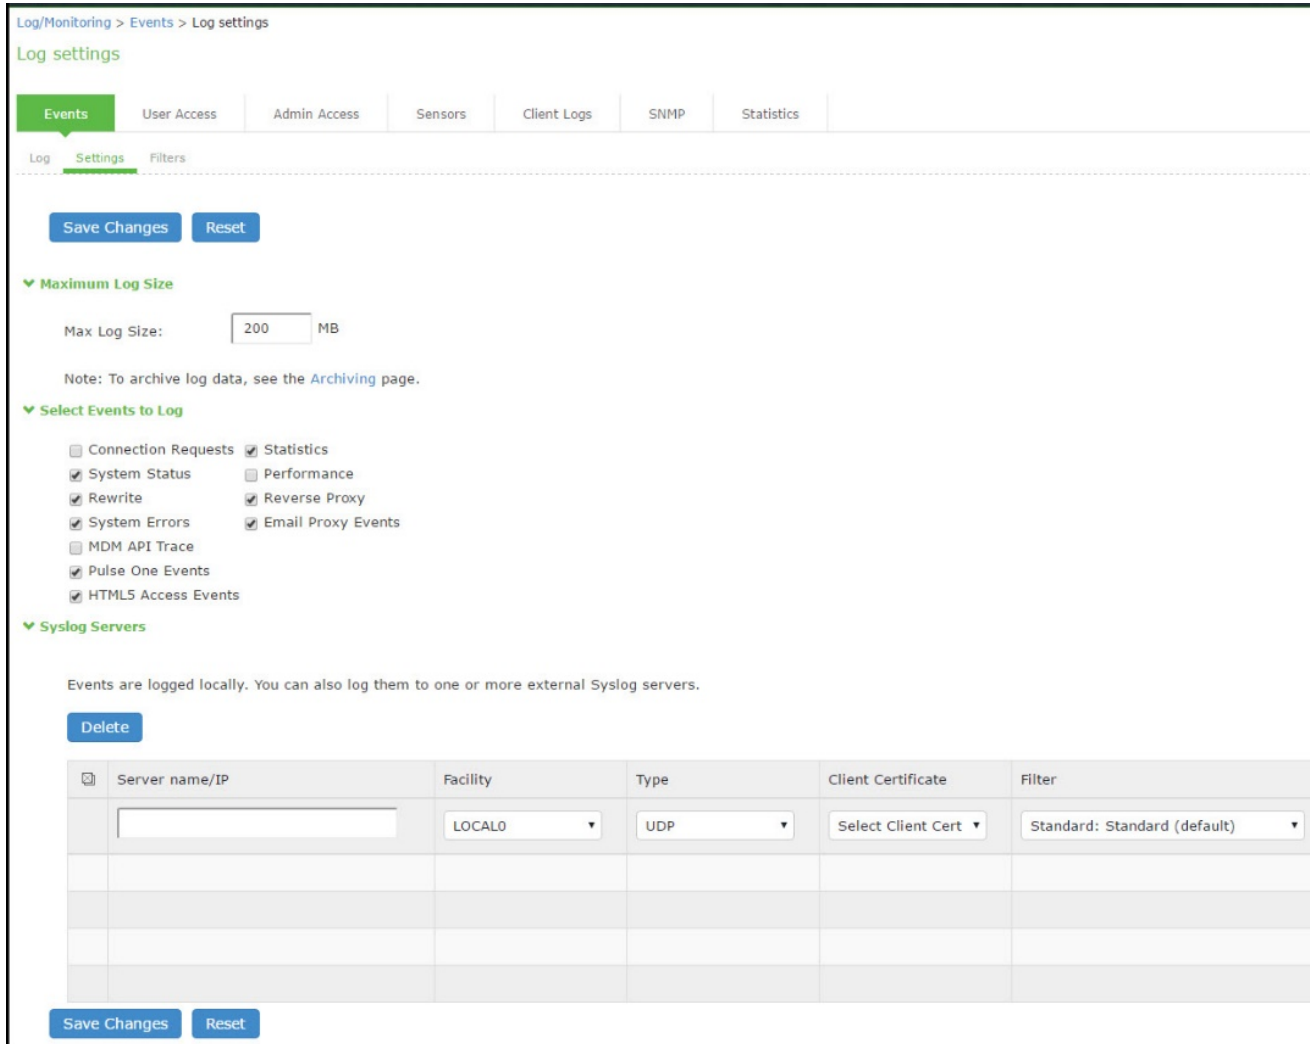 Log/Monitoring > Events > Log settings
Log settings
Events User Access Admin Access Sensors Client Logs SNMP Statistics
Log Settings Filters
Save Changes Reset
Maximum Log Size
Max Log Size: 200 MB
Note: To archive log data, see the Archiving page.
Select Events to Log
Connection Requests Statistics
System Status Performance
Rewrite Reverse Proxy
System Errors Email Proxy Events
MDM API Trace
Pulse One Events
HTML5 Access Events
Syslog Servers
Events are logged locally. You can also log them to one or more external Syslog servers.
Delete
Server name/IP Facility Type Client Certificate Filter
LOCAL0 UDP Select Client Cert Standard: Standard (default)
Save Changes Reset